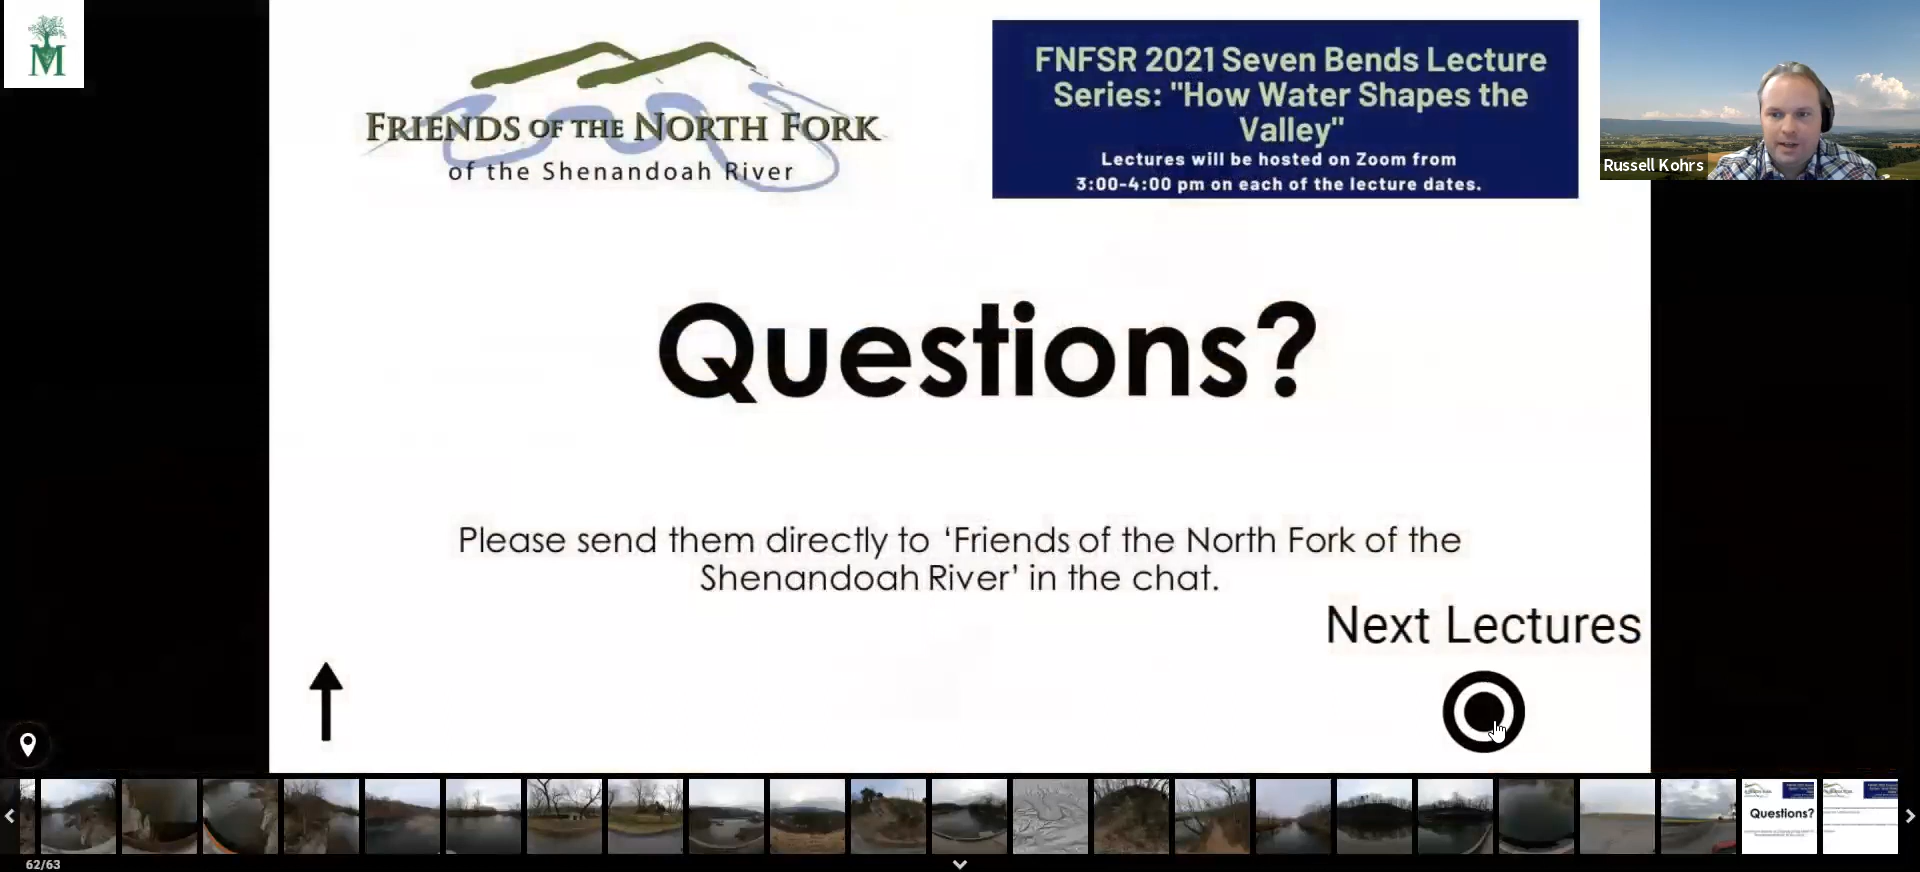 M
FRIENDS OF THE NORTH FORK
of the Shenandoah River
FNFSR 2021 Seven Bends Lecture
Series: "How Water Shapes the
Valley"
Lectures will be hosted on Zoom from
3:00-4:00 pm on each of the lecture dates.
Russell Kohrs
Questions?
Please send them directly to ‘Friends of the North Fork of the
Shenandoah River’ in the chat.
Next Lectures
Questions?
62/63